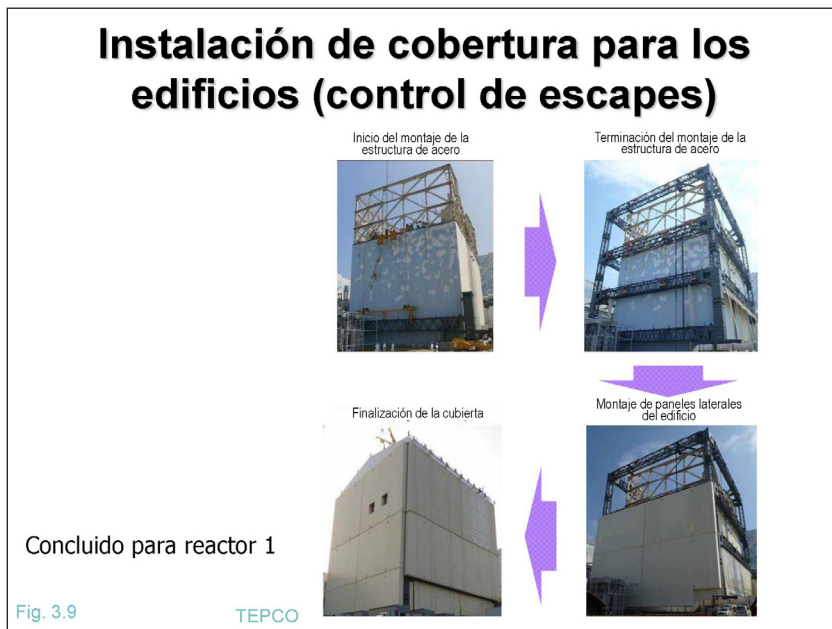 Instalación de cobertura para los
edificios (control de escapes)
Inicio del montaje de la
estructura de acero
Terminación del montaje de la
estructura de acero
Montaje de paneles laterales
del edificio
Finalización de la cubierta
Concluido para reactor 1
Fig. 3.9
TEPCO